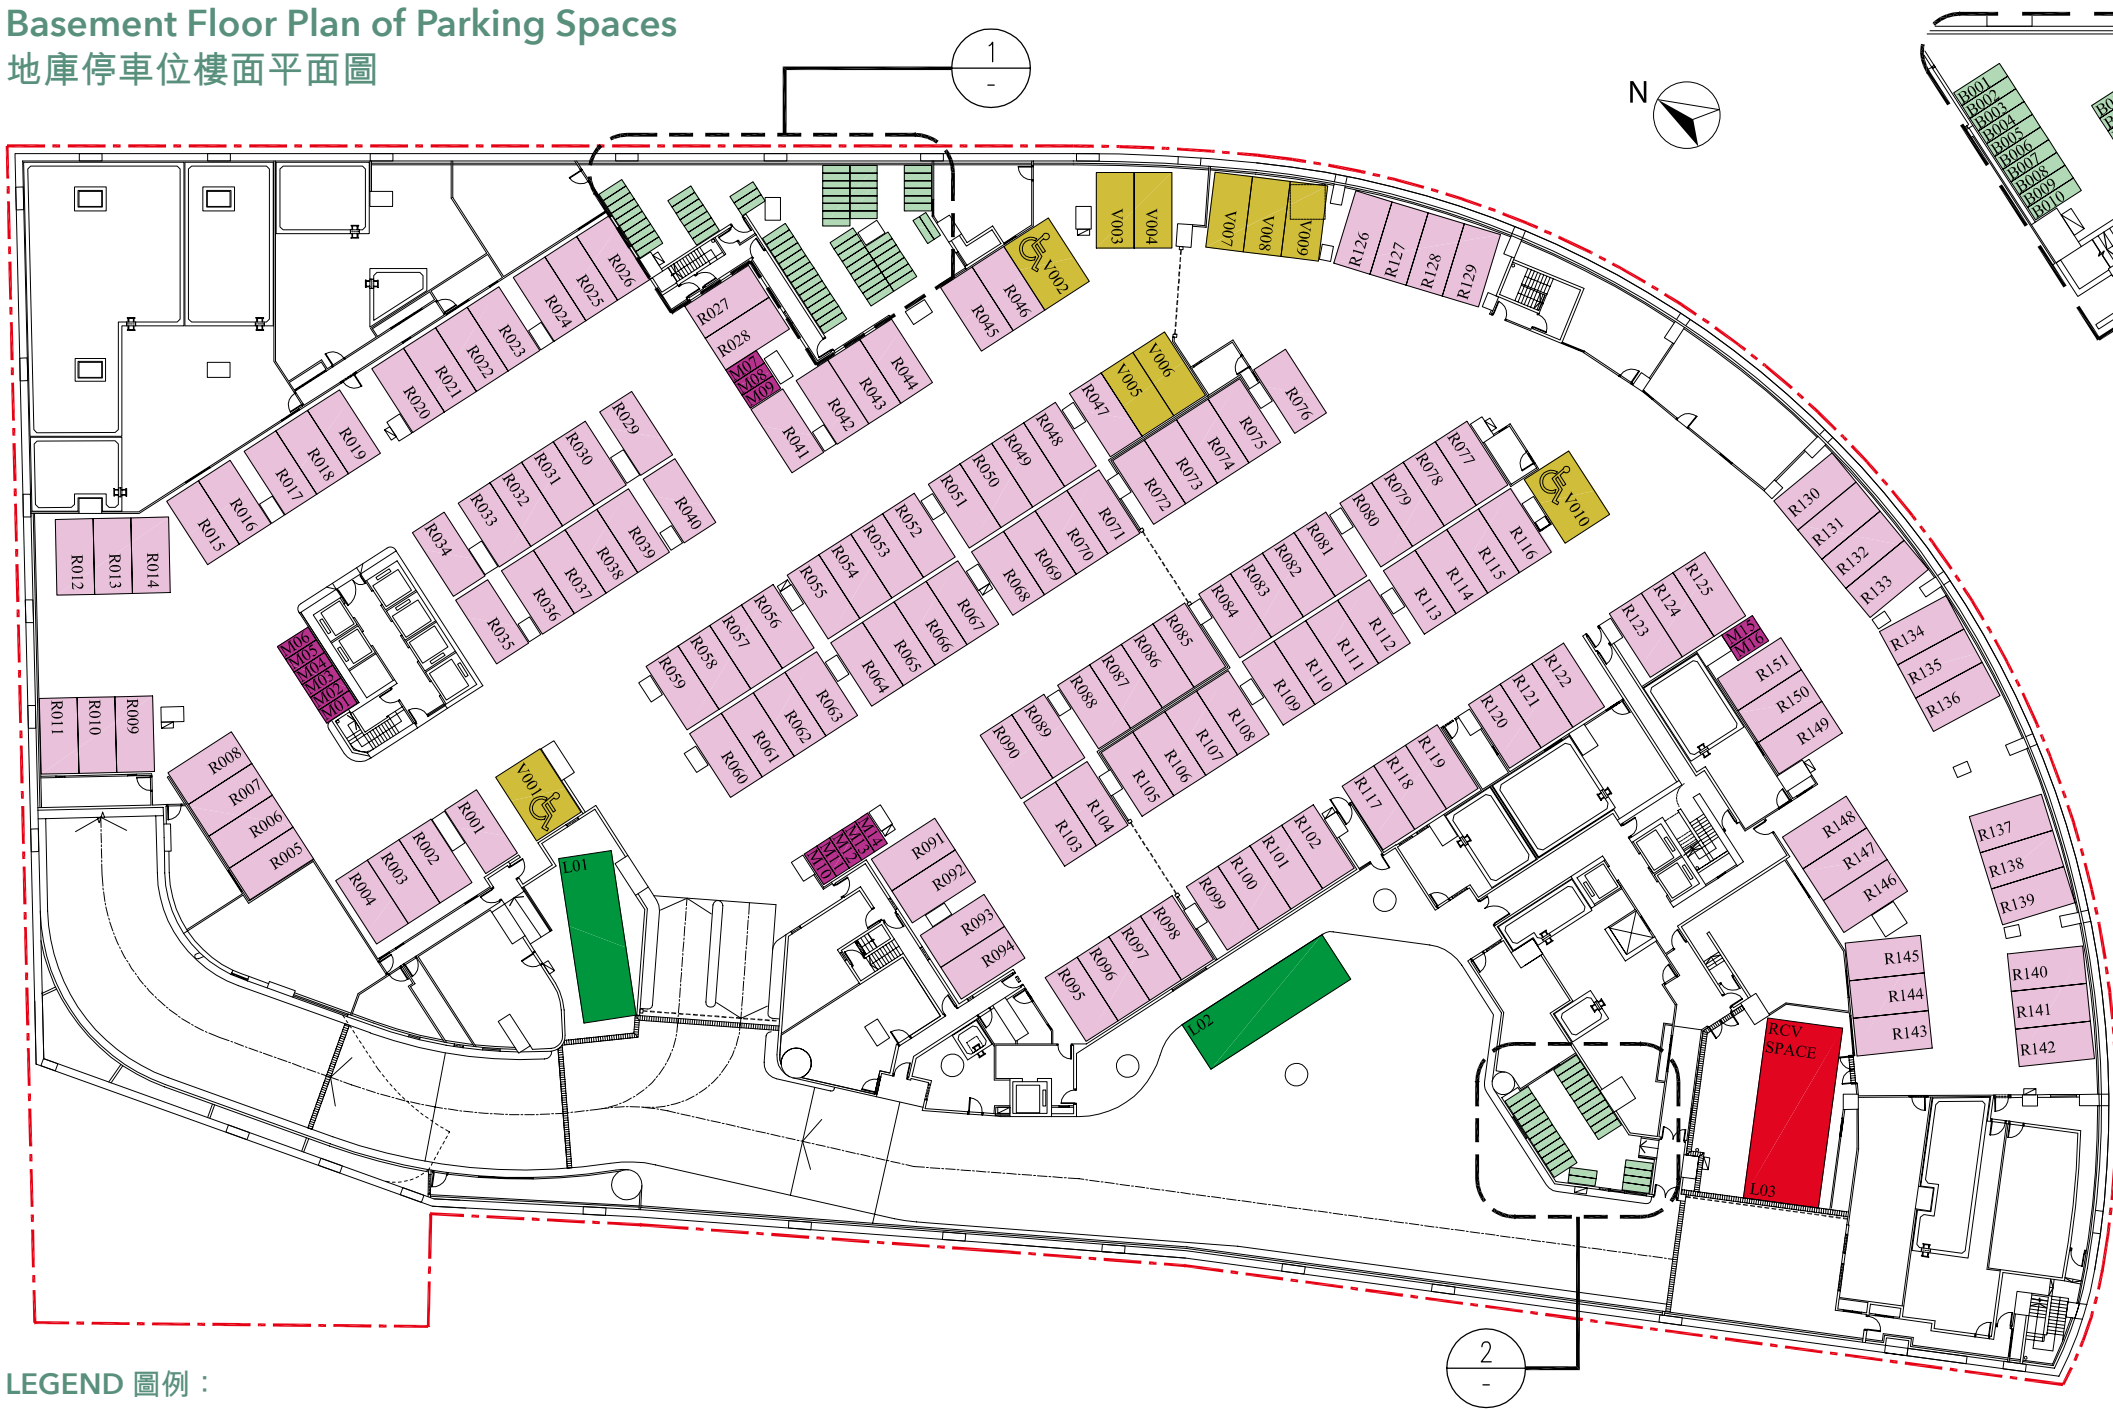 Basement Floor Plan of Parking Spaces
地庫停車位樓面平面圖
1
-
N
B001
B002
B003
B004
B005
B006
B007
B008
B009
B010
V003
V004
V007
V008
V009
R126
R127
R128
R129
V002
R046
R045
R026
R025
R024
R023
R022
R021
R020
R019
R018
R017
R016
R015
R014
R013
R012
R027
R028
M07
M08
M09
R041
R042
R043
R044
R029
R030
R031
R032
R033
R034
R040
R039
R038
R037
R036
R035
V006
V005
R047
R048
R049
R050
R051
R052
R053
R054
R055
R056
R057
R058
R059
R076
R075
R074
R073
R072
R071
R070
R069
R068
R067
R066
R065
R064
R063
R062
R061
R060
R077
R078
R079
R080
R081
R082
R083
R084
R085
R086
R087
R088
R089
R090
V010
R116
R115
R114
R113
R112
R111
R110
R109
R108
R107
R106
R105
R104
R103
R130
R131
R132
R133
R134
R135
R136
R137
R138
R139
R140
R141
R142
R125
R124
R123
M15
M16
R151
R150
R149
R148
R147
R146
R145
R144
R143
R122
R121
R120
R119
R118
R117
R102
R101
R100
R099
R098
R097
R096
R095
M06
M05
M04
M03
M02
M01
R011
R010
R009
R008
R007
R006
R005
V001
R001
R002
R003
R004
M14
M13
M12
M11
M10
R091
R092
R093
R094
L01
L02
RCV
SPACE
L03
2
-
LEGEND 圖例：